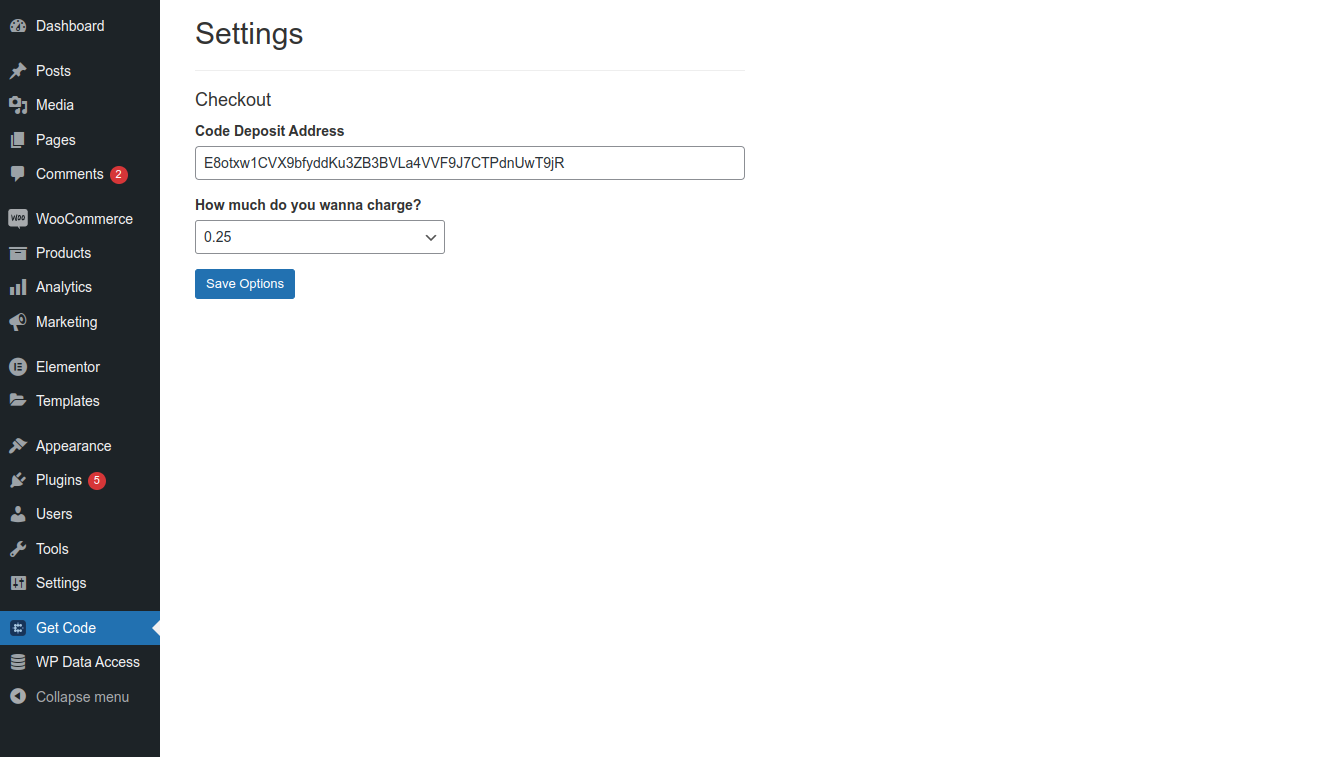 Dashboard
Posts
Media
Pages
Comments 2
WooCommerce
Products
Analytics
Marketing
Elementor
Templates
Appearance
Plugins 5
Users
Tools
Settings
Get Code
WP Data Access
Collapse menu
Settings
Checkout
Code Deposit Address
E8otxw1CVX9bfyddKu3ZB3BVLa4VVF9J7CTPdnUwT9jR
How much do you wanna charge?
0.25
Save Options